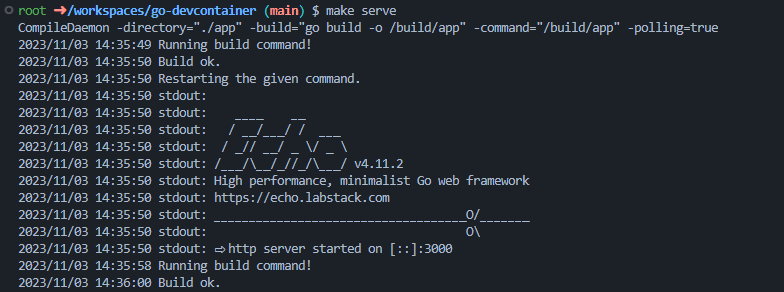 root ➜/workspaces/go-devcontainer (main) $ make serve
CompileDaemon -directory="./app" -build="go build -o /build/app" -command="/build/app" -polling=true
2023/11/03 14:35:49 Running build command!
2023/11/03 14:35:50 Build ok.
2023/11/03 14:35:50 Restarting the given command.
2023/11/03 14:35:50 stdout:
2023/11/03 14:35:50 stdout:    ____    __
2023/11/03 14:35:50 stdout:   / __/___/ /  ___
2023/11/03 14:35:50 stdout:  / _// __/ _ \/ _ \
2023/11/03 14:35:50 stdout: /___/\__/_//_/\___/ v4.11.2
2023/11/03 14:35:50 stdout: High performance, minimalist Go web framework
2023/11/03 14:35:50 stdout: https://echo.labstack.com
2023/11/03 14:35:50 stdout: ____________________________________O/_______
2023/11/03 14:35:50 stdout:                                     O\
2023/11/03 14:35:50 stdout: ⇨ http server started on [::]:3000
2023/11/03 14:35:58 Running build command!
2023/11/03 14:36:00 Build ok.